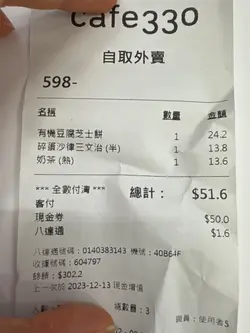 cafe330
自取外賣
598-
名稱 數量 金額
有機豆腐芝士餅 1 24.2
碎蛋沙律三文治 (半) 1 13.8
奶茶 (熱) 1 13.6
*** 全數付清 總計： $51.6
客付
現金券 $50.0
八達通 $1.6
八達通號碼：0140383143 機號：40B64F
收據號碼：604797
餘額：$302.2
上一次於 2023-12-13 現金增值
數量：3